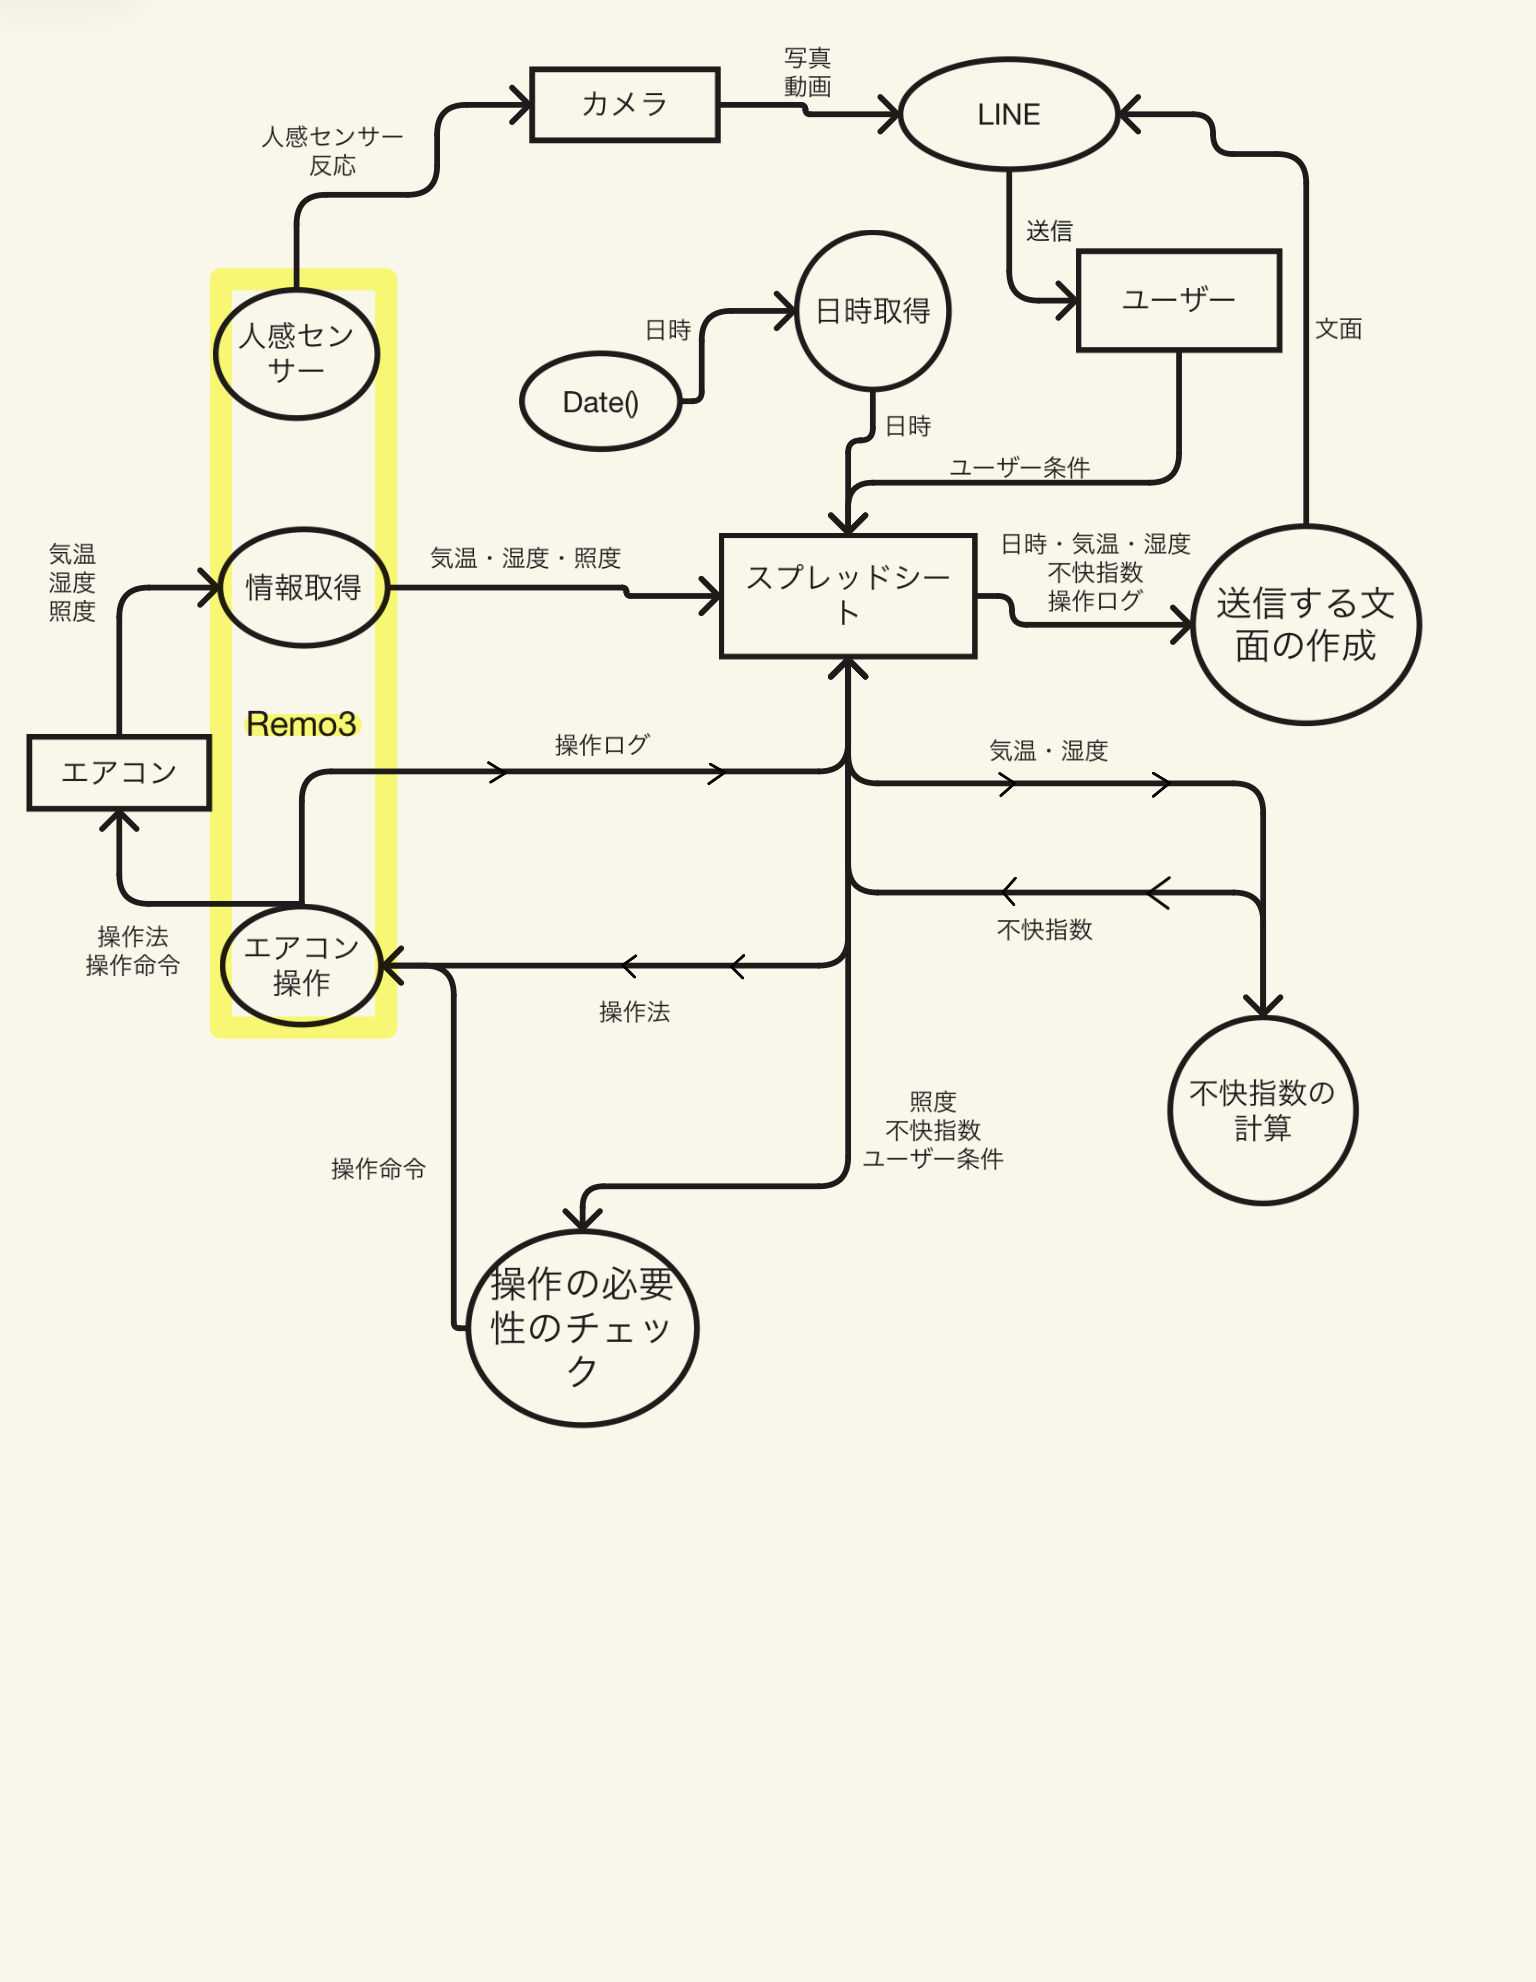 写真
動画
カメラ
LINE
人感センサー
反応
送信
ユーザー
日時取得
日時
文面
人感セン
サー
Date()
日時
ユーザー条件
気温
湿度
照度
情報取得
気温・湿度・照度
スプレッドシー
ト
日時・気温・湿度
不快指数
操作ログ
送信する文
面の作成
Remo3
エアコン
操作ログ
気温・湿度
操作法
操作命令
エアコン
操作
不快指数
操作法
不快指数の
計算
照度
不快指数
ユーザー条件
操作命令
操作の必要
性のチェッ
ク